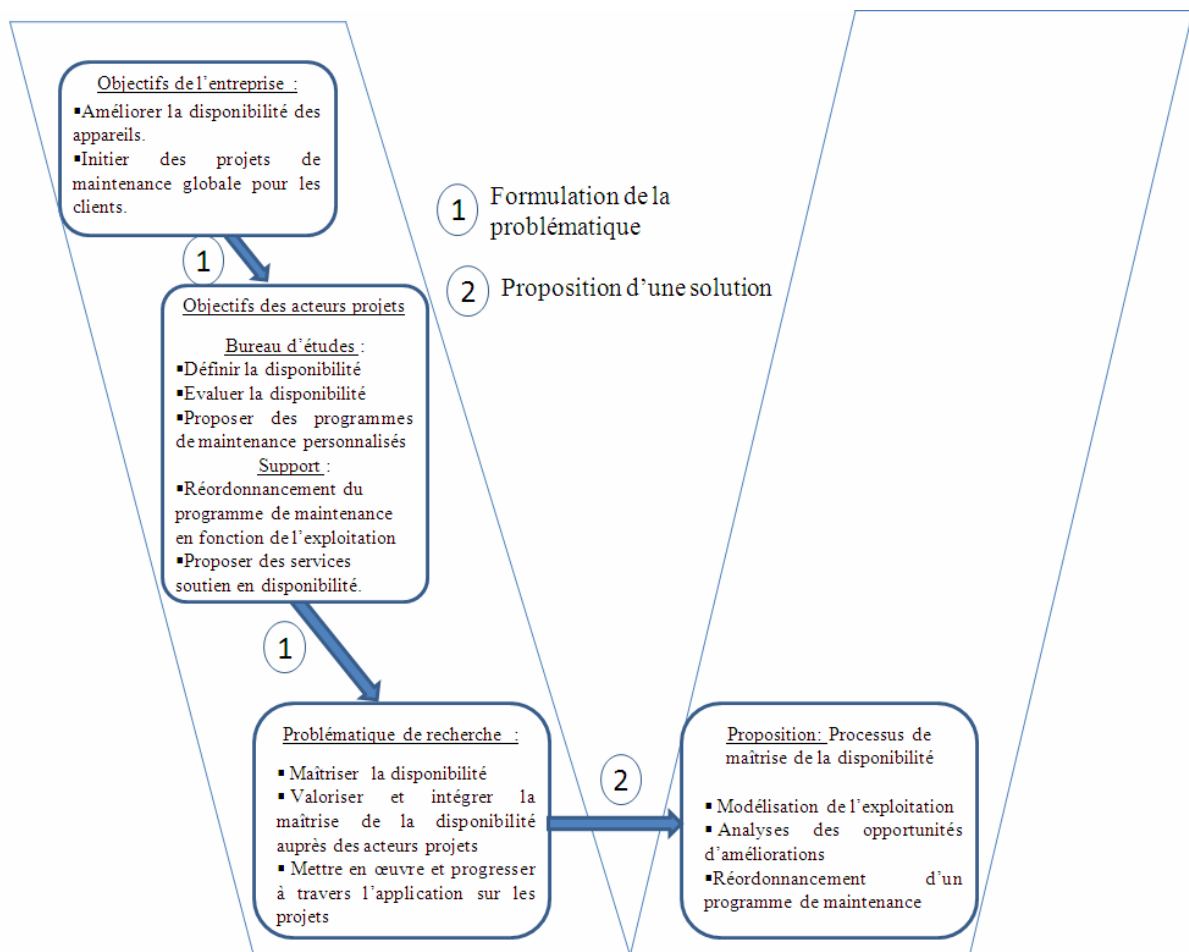 Objectifs de l'entreprise :
▪Améliorer la disponibilité des
appareils.
▪Initier des projets de
maintenance globale pour les
clients.
1
Formulation de la
problématique
1
2
Proposition d'une solution
Objectifs des acteurs projets
Bureau d'études :
▪Définir la disponibilité
▪Evaluer la disponibilité
▪Proposer des programmes
de maintenance personnalisés
Support :
▪Réordonnancement du
programme de maintenance
en fonction de l'exploitation
▪Proposer des services
soutien en disponibilité.
1
Problématique de recherche :
▪ Maîtriser la disponibilité
▪ Valoriser et intégrer la
maîtrise de la disponibilité
auprès des acteurs projets
▪ Mettre en œuvre et progresser
à travers l'application sur les
projets
2
Proposition: Processus de
maîtrise de la disponibilité
▪ Modélisation de l'exploitation
▪ Analyses des opportunités
d'améliorations
▪Réordonnancement d'un
programme de maintenance